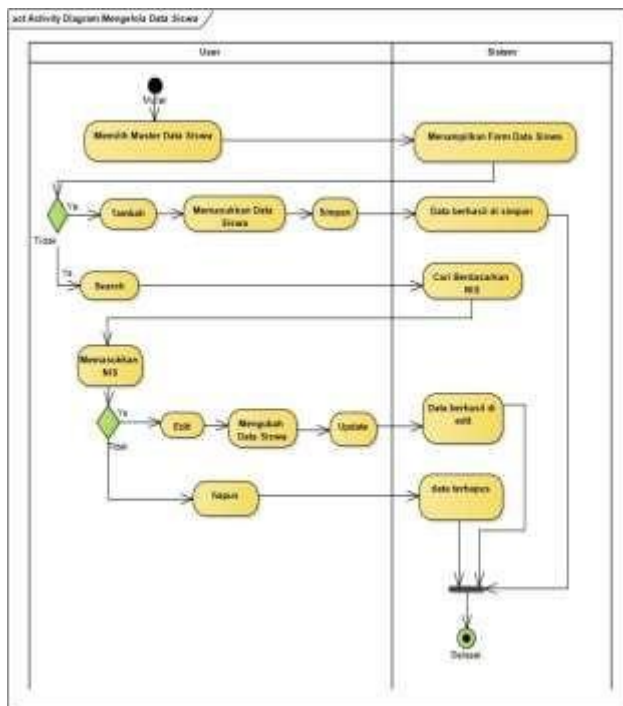 act Activity Diagram Mengelola Data Siswa
User
Sistem
Mulai
Memilih Master Data Siswa
Menampilkan Form Data Siswa
Ya
Tambah
Memasukkan Data
Siswa
Simpan
Data berhasil di simpan
Tidak
Ya
Search
Cari Berdasarkan
NIS
Memasukkan
NIS
Ya
Edit
Mengubah
Data Siswa
Update
Data berhasil di
edit
Tidak
hapus
data terhapus
Selesai